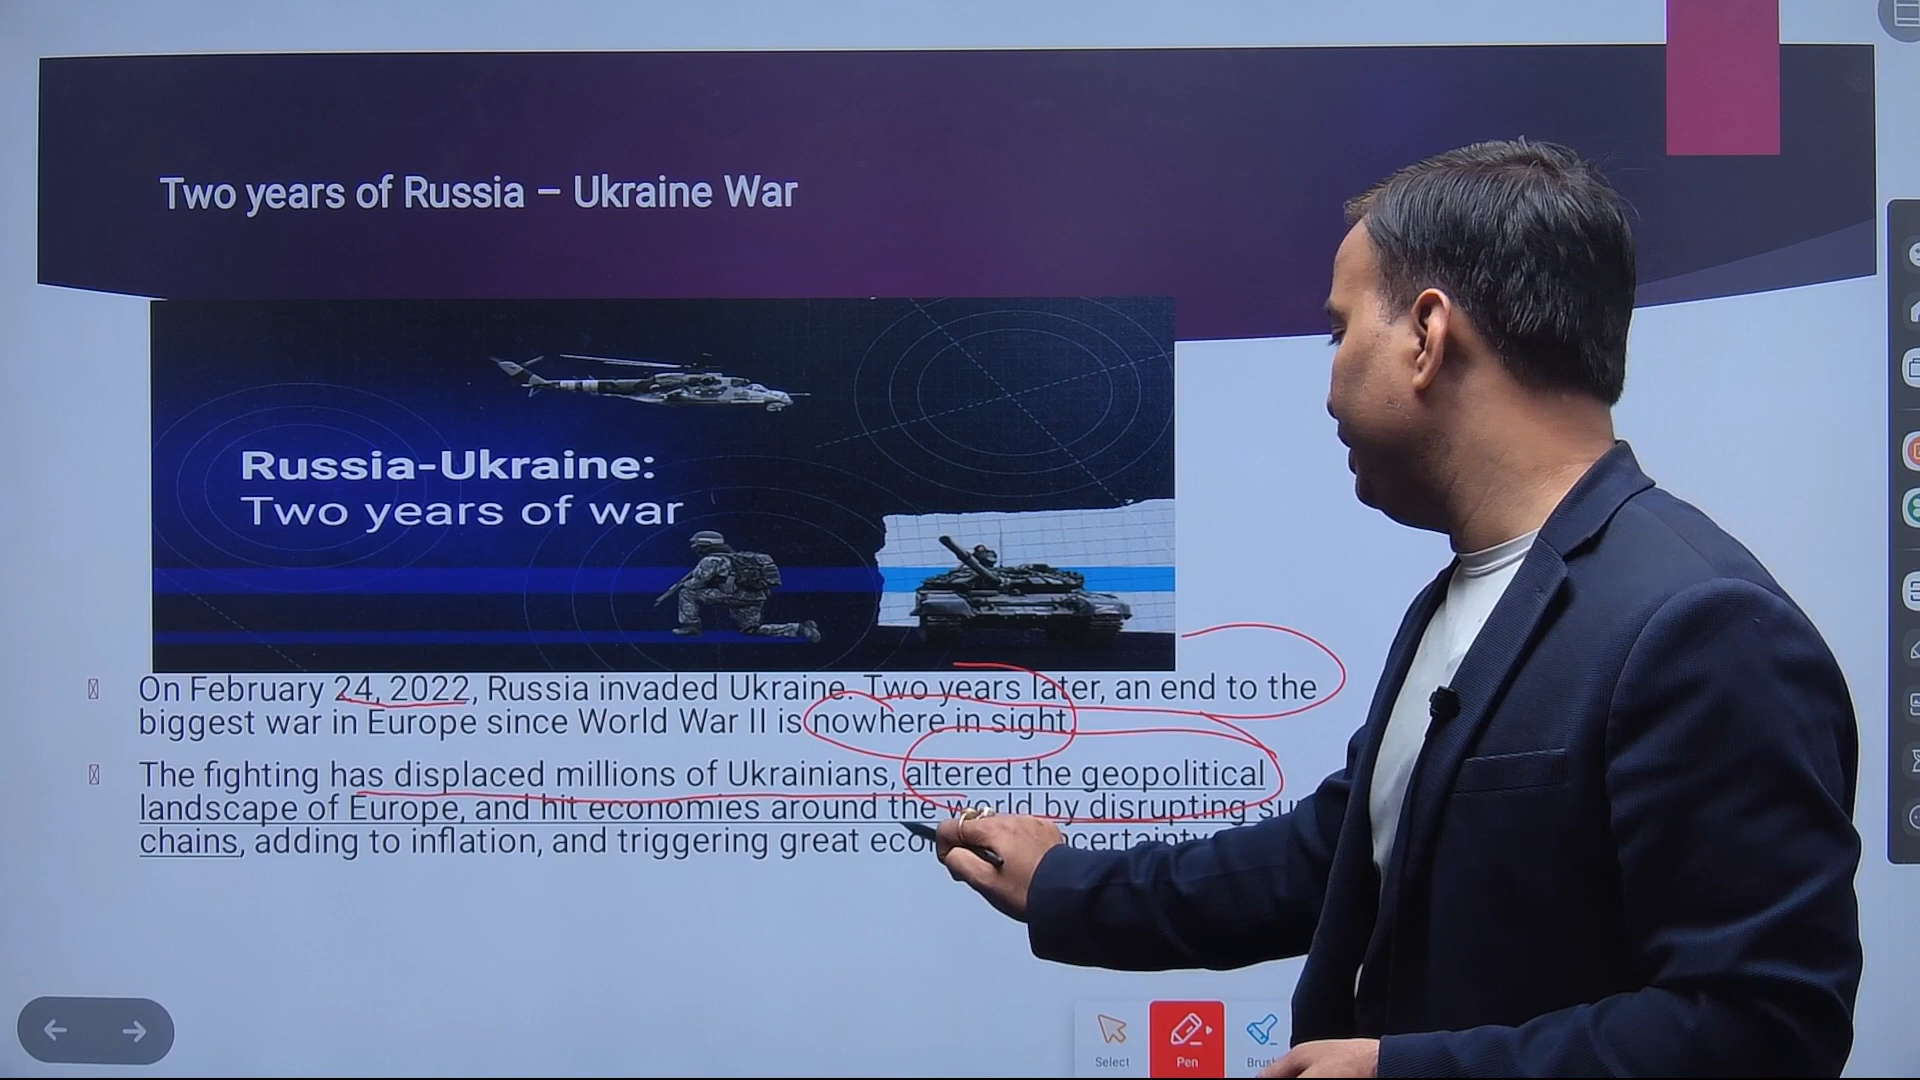 Two years of Russia – Ukraine War
Russia-Ukraine:
Two years of war
On February 24, 2022, Russia invaded Ukraine. Two years later, an end to the
biggest war in Europe since World War II is nowhere in sight
The fighting has displaced millions of Ukrainians, altered the geopolitical
landscape of Europe, and hit economies around the world by disrupting
chains, adding to inflation, and triggering great
Select
Pen